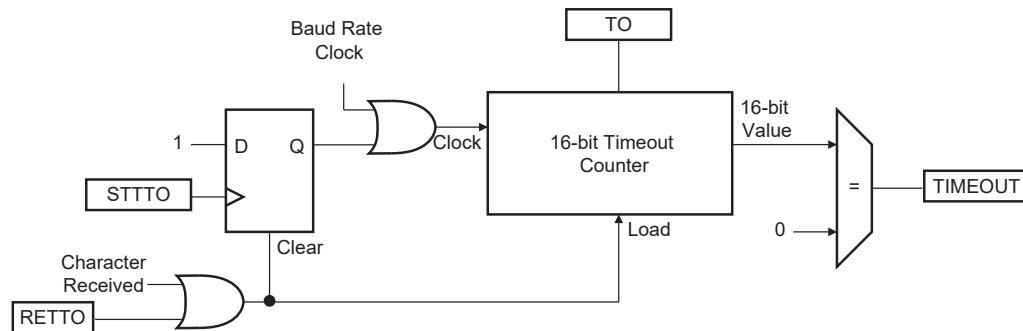 TO
Baud Rate
Clock
16-bit
Value
1
D
Q
Clock
16-bit Timeout
Counter
STTTO
=
TIMEOUT
Clear
Load
0
Character
Received
RETTO